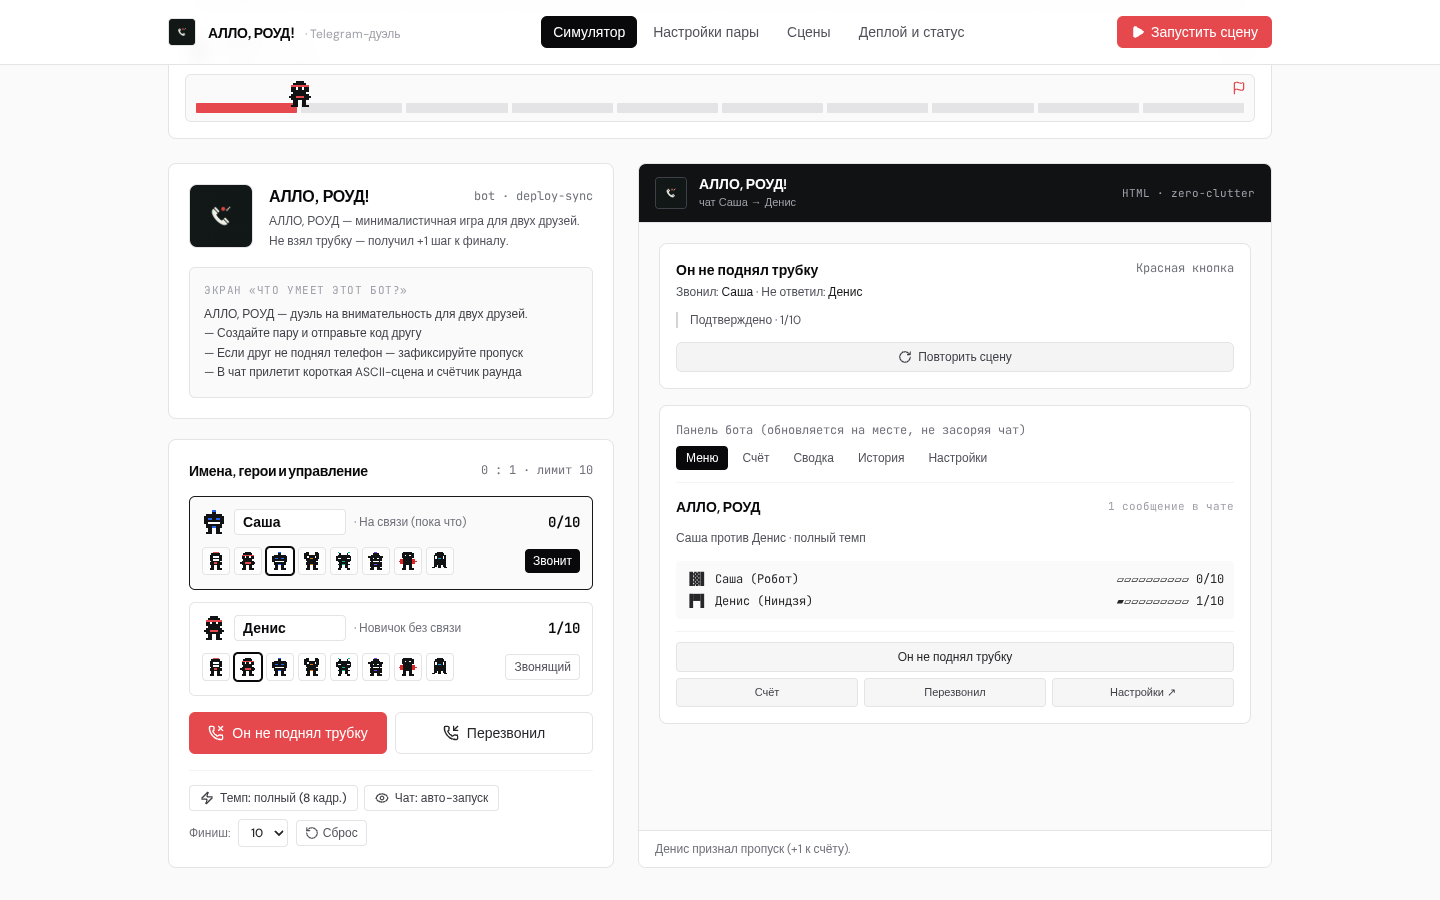 АЛЛО, РОУД! · Telegram-дуэль
Симулятор
Настройки пары
Сцены
Деплой и статус
Запустить сцену
АЛЛО, РОУД!
bot · deploy-sync
АЛЛО, РОУД — минималистичная игра для двух друзей.
Не взял трубку — получил +1 шаг к финалу.
ЭКРАН «ЧТО УМЕЕТ ЭТОТ БОТ?»
АЛЛО, РОУД — дуэль на внимательность для двух друзей.
— Создайте пару и отправьте код другу
— Если друг не поднял телефон — зафиксируйте пропуск
— В чат прилетит короткая ASCII-сцена и счётчик раунда
Имена, герои и управление
0 : 1 · лимит 10
Саша
· На связи (пока что)
0/10
Звонит
Денис
· Новичок без связи
1/10
Звонящий
Он не поднял трубку
Перезвонил
Темп: полный (8 кадр.)
Чат: авто-запуск
Финиш:
10
Сброс
АЛЛО, РОУД!
чат Саша → Денис
HTML · zero-clutter
Он не поднял трубку
Красная кнопка
Звонил: Саша · Не ответил: Денис
Подтверждено · 1/10
Повторить сцену
Панель бота (обновляется на месте, не засоряя чат)
Меню
Счёт
Сводка
История
Настройки
АЛЛО, РОУД
1 сообщение в чате
Саша против Денис · полный темп
Саша (Робот)
▱▱▱▱▱▱▱▱▱▱ 0/10
Денис (Ниндзя)
▰▱▱▱▱▱▱▱▱▱ 1/10
Он не поднял трубку
Счёт
Перезвонил
Настройки ↗
Денис признал пропуск (+1 к счёту).